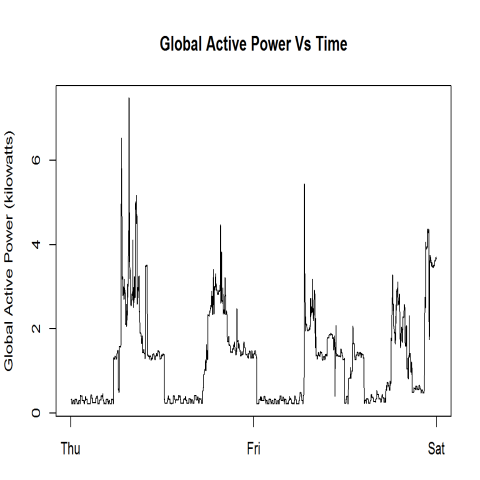 Global Active Power Vs Time
Global Active Power (kilowatts)
6
4
2
0
Thu
Fri
Sat